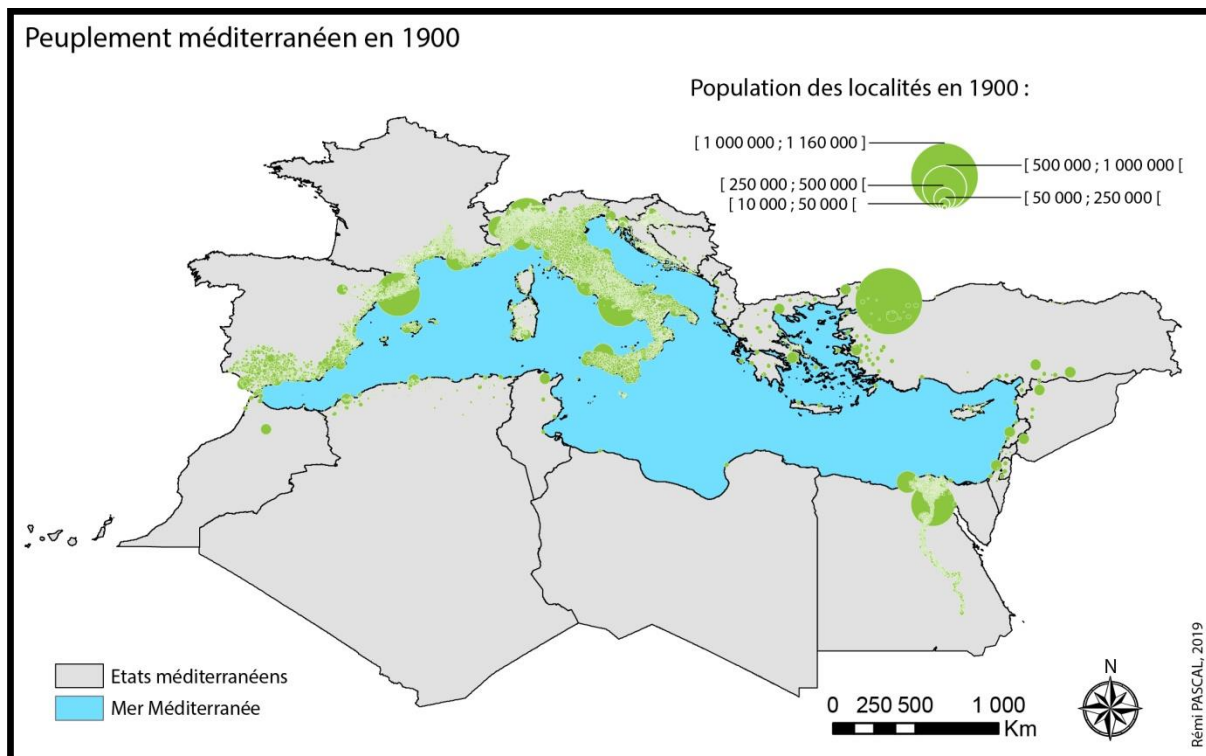 Peuplement méditerranéen en 1900
Population des localités en 1900 :
[ 1 000 000 ; 1 160 000 ]
[ 500 000 ; 1 000 000 [
[ 250 000 ; 500 000 [
[ 50 000 ; 250 000 [
[ 10 000 ; 50 000 [
Etats méditerranéens
Mer Méditerranée
0 250 500 1 000
Km
N
Rémi PASCAL, 2019